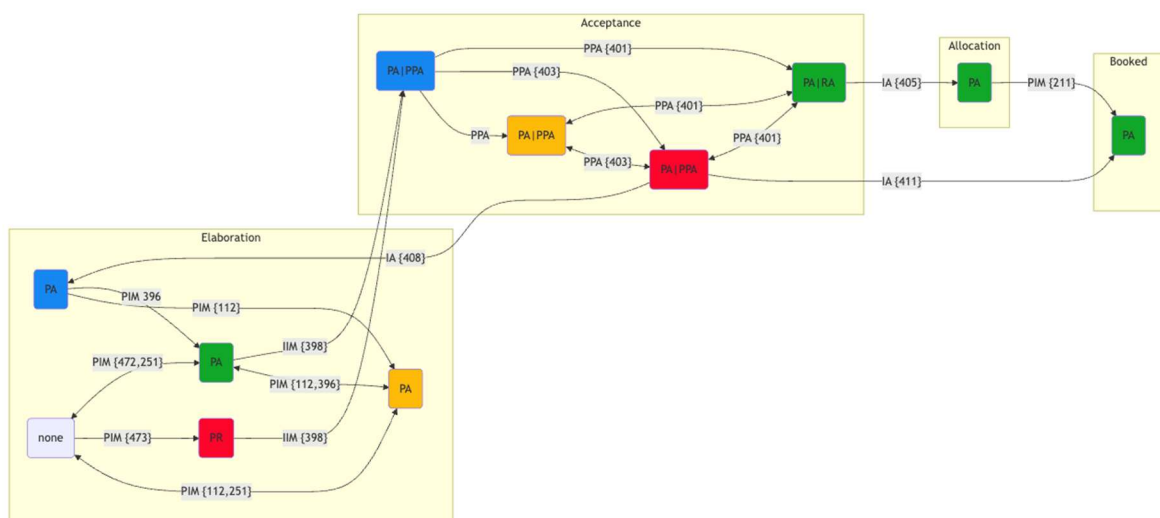 Acceptance
PPA {401}
PA|PPA
PPA {403}
PA|RA
PPA {401}
PPA
PA|PPA
PPA {401}
PPA {403}
PA|PPA
Allocation
IA {405}
PA
PIM {211}
Booked
PA
IA {411}
Elaboration
IA {408}
PA
PIM 396
PIM {112}
IIM {398}
PIM {472,251}
PA
PIM {112,396}
PA
none
PIM {473}
PR
IIM {398}
PIM {112,251}